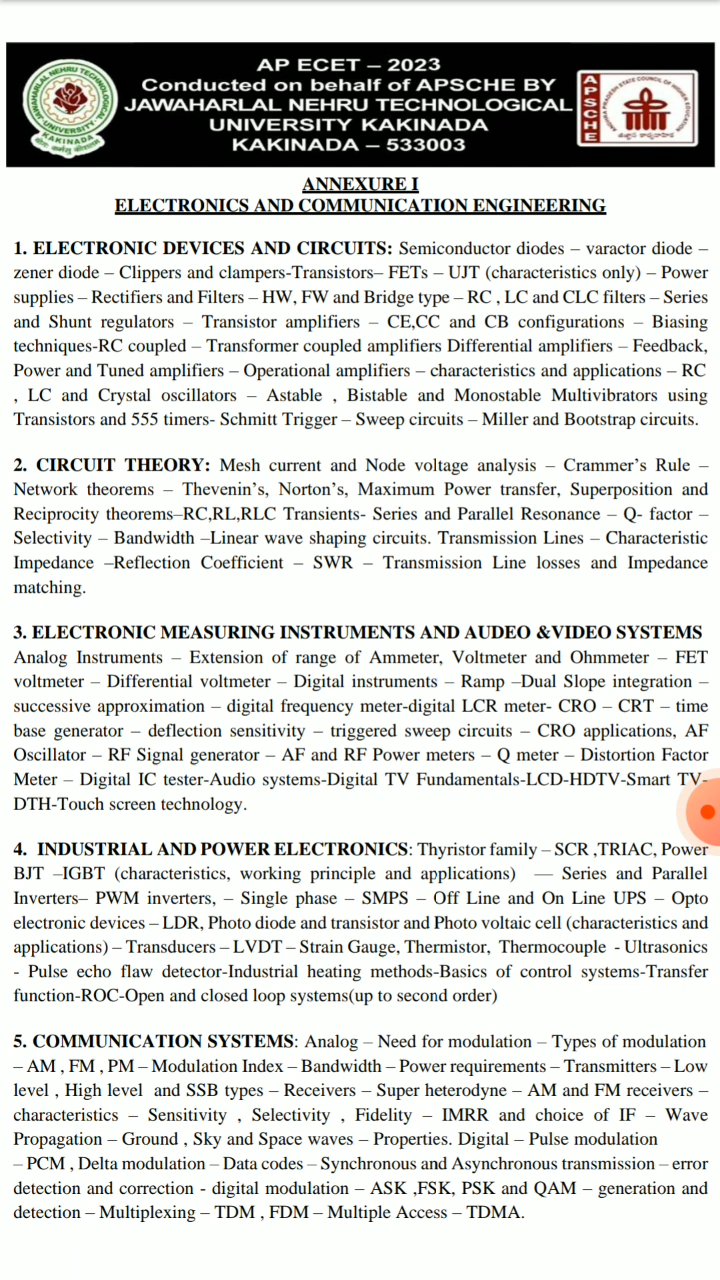 AP ECET – 2023
Conducted on behalf of APSCHE BY
JAWAHARLAL NEHRU TECHNOLOGICAL
UNIVERSITY KAKINADA
KAKINADA – 533003
APSCHE
ANNEXURE I
ELECTRONICS AND COMMUNICATION ENGINEERING
1. ELECTRONIC DEVICES AND CIRCUITS: Semiconductor diodes – varactor diode –
zener diode – Clippers and clampers-Transistors– FETs – UJT (characteristics only) – Power
supplies – Rectifiers and Filters – HW, FW and Bridge type – RC , LC and CLC filters – Series
and Shunt regulators – Transistor amplifiers – CE,CC and CB configurations – Biasing
techniques-RC coupled – Transformer coupled amplifiers Differential amplifiers – Feedback,
Power and Tuned amplifiers – Operational amplifiers – characteristics and applications – RC
, LC and Crystal oscillators – Astable , Bistable and Monostable Multivibrators using
Transistors and 555 timers- Schmitt Trigger – Sweep circuits – Miller and Bootstrap circuits.
2. CIRCUIT THEORY: Mesh current and Node voltage analysis – Crammer’s Rule –
Network theorems – Thevenin’s, Norton’s, Maximum Power transfer, Superposition and
Reciprocity theorems–RC,RL,RLC Transients- Series and Parallel Resonance – Q- factor –
Selectivity – Bandwidth –Linear wave shaping circuits. Transmission Lines – Characteristic
Impedance –Reflection Coefficient – SWR – Transmission Line losses and Impedance
matching.
3. ELECTRONIC MEASURING INSTRUMENTS AND AUDEO &VIDEO SYSTEMS
Analog Instruments – Extension of range of Ammeter, Voltmeter and Ohmmeter – FET
voltmeter – Differential voltmeter – Digital instruments – Ramp –Dual Slope integration –
successive approximation – digital frequency meter-digital LCR meter- CRO – CRT – time
base generator – deflection sensitivity – triggered sweep circuits – CRO applications, AF
Oscillator – RF Signal generator – AF and RF Power meters – Q meter – Distortion Factor
Meter – Digital IC tester-Audio systems-Digital TV Fundamentals-LCD-HDTV-Smart TV-
DTH-Touch screen technology.
4. INDUSTRIAL AND POWER ELECTRONICS: Thyristor family – SCR ,TRIAC, Power
BJT –IGBT (characteristics, working principle and applications) — Series and Parallel
Inverters– PWM inverters, – Single phase – SMPS – Off Line and On Line UPS – Opto
electronic devices – LDR, Photo diode and transistor and Photo voltaic cell (characteristics and
applications) – Transducers – LVDT – Strain Gauge, Thermistor, Thermocouple - Ultrasonics
- Pulse echo flaw detector-Industrial heating methods-Basics of control systems-Transfer
function-ROC-Open and closed loop systems(up to second order)
5. COMMUNICATION SYSTEMS: Analog – Need for modulation – Types of modulation
– AM , FM , PM – Modulation Index – Bandwidth – Power requirements – Transmitters – Low
level , High level and SSB types – Receivers – Super heterodyne – AM and FM receivers –
characteristics – Sensitivity , Selectivity , Fidelity – IMRR and choice of IF – Wave
Propagation – Ground , Sky and Space waves – Properties. Digital – Pulse modulation
– PCM , Delta modulation – Data codes – Synchronous and Asynchronous transmission – error
detection and correction - digital modulation – ASK ,FSK, PSK and QAM – generation and
detection – Multiplexing – TDM , FDM – Multiple Access – TDMA.